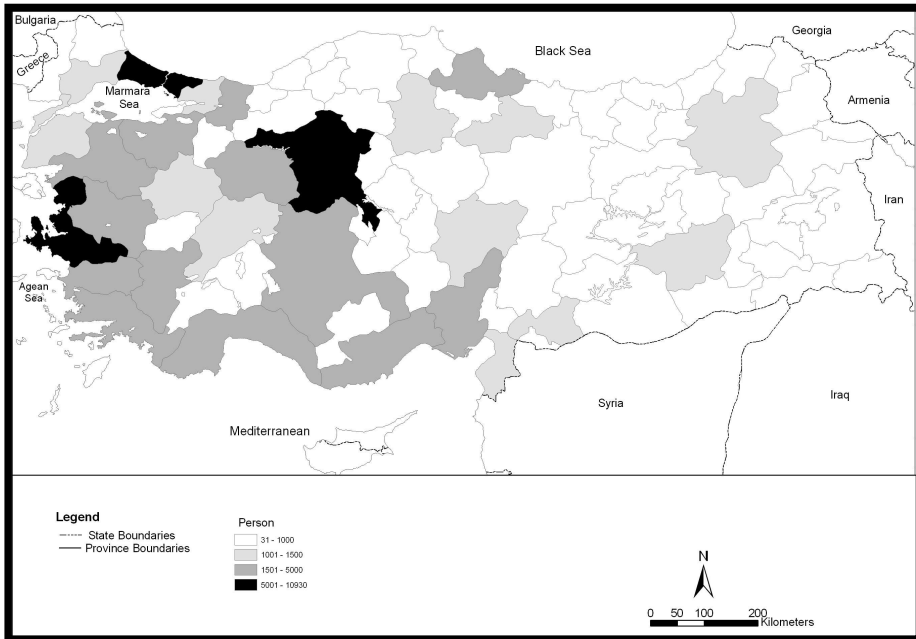 Bulgaria
Greece
Black Sea
Georgia
Marmara
Sea
Armenia
Iran
Agean
Sea
Mediterranean
Syria
Iraq
Legend
State Boundaries
Province Boundaries
Person
31 - 1000
1001 - 1500
1501 - 5000
5001 - 10930
N
0 50 100 200
Kilometers